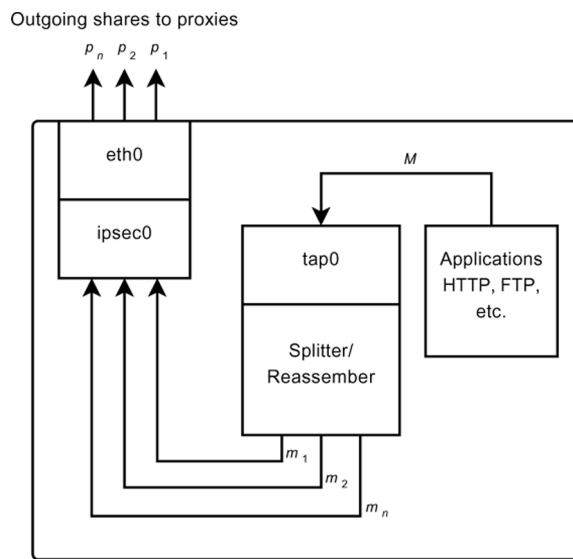 Outgoing shares to proxies
p n p 2 p 1
eth0
ipsec0
M
tap0
Applications
HTTP, FTP,
etc.
Splitter/
Reassember
m 1
m 2
m n